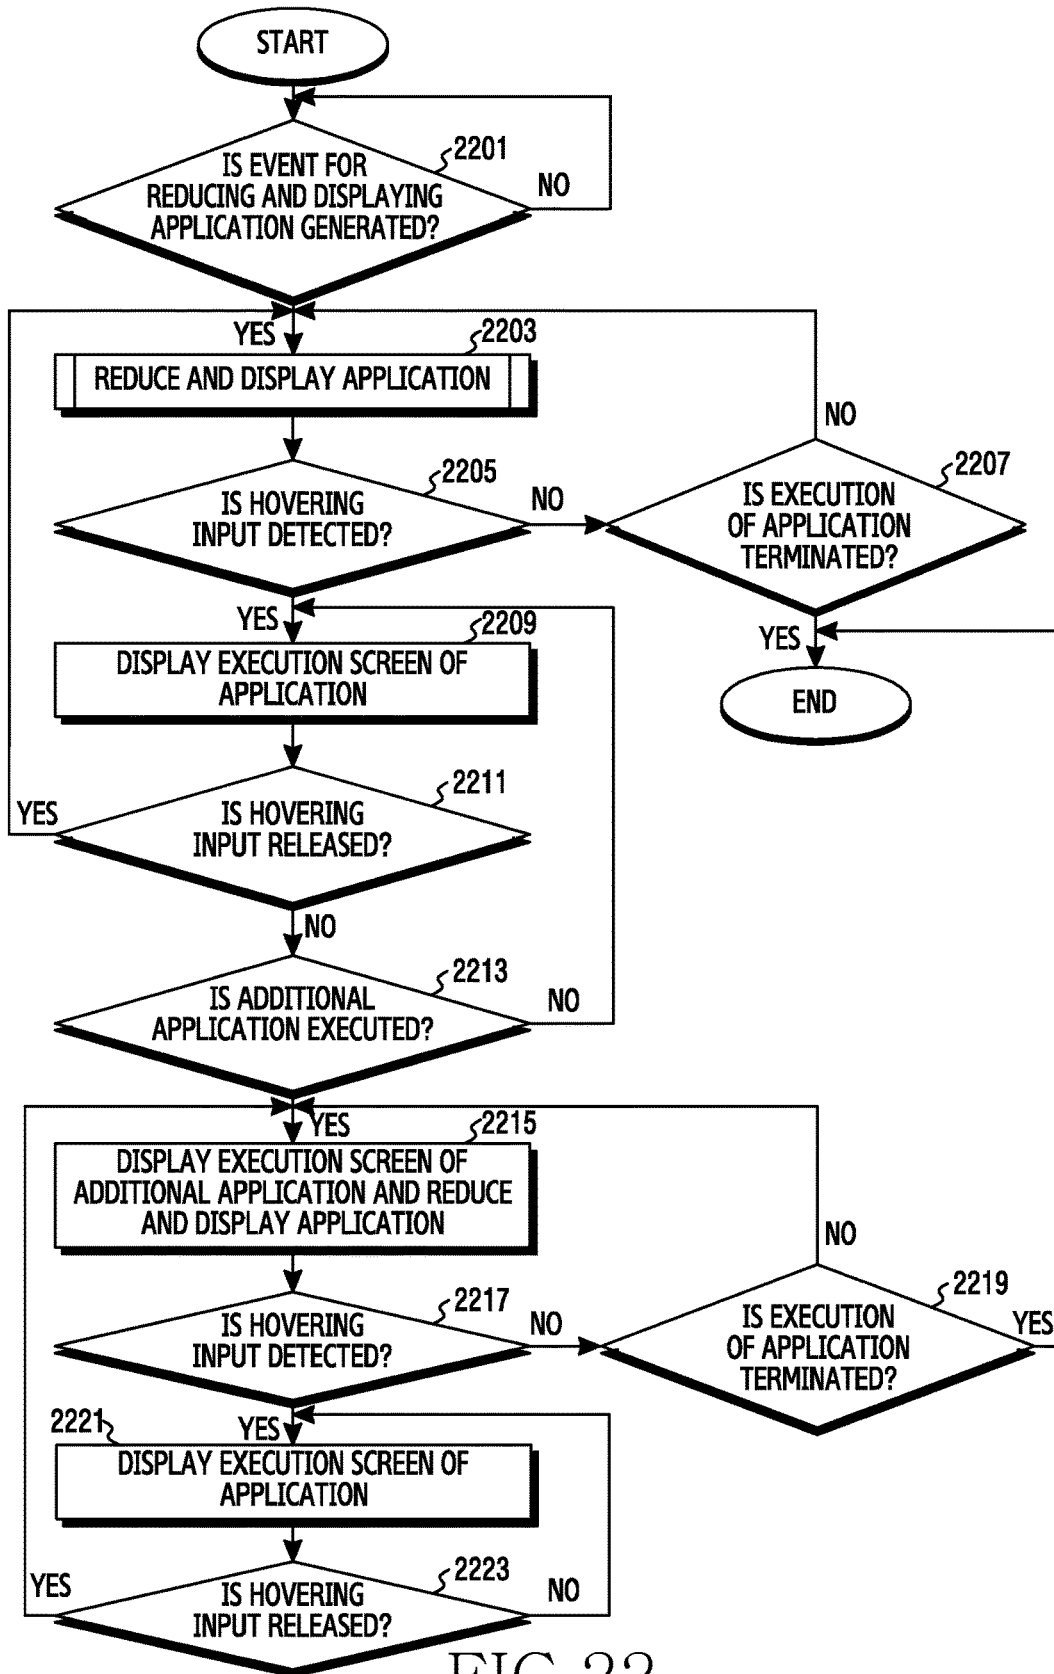 START
2201
IS EVENT FOR
REDUCING AND DISPLAYING
APPLICATION GENERATED?
NO
YES
2203
REDUCE AND DISPLAY APPLICATION
NO
2205
IS HOVERING
INPUT DETECTED?
NO
2207
IS EXECUTION
OF APPLICATION
TERMINATED?
YES
2209
DISPLAY EXECUTION SCREEN OF
APPLICATION
YES
END
2211
YES
IS HOVERING
INPUT RELEASED?
NO
2213
IS ADDITIONAL
APPLICATION EXECUTED?
NO
YES
2215
DISPLAY EXECUTION SCREEN OF
ADDITIONAL APPLICATION AND REDUCE
AND DISPLAY APPLICATION
NO
2217
IS HOVERING
INPUT DETECTED?
NO
2219
IS EXECUTION
OF APPLICATION
TERMINATED?
YES
2221
YES
DISPLAY EXECUTION SCREEN OF
APPLICATION
2223
YES
IS HOVERING
INPUT RELEASED?
NO
FIG.22